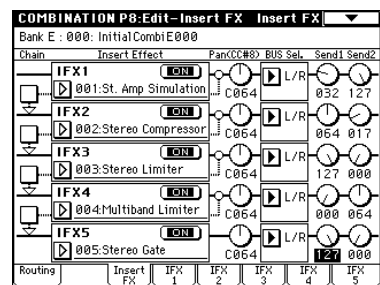 COMBINATION P8:Edit-Insert FX Insert FX
Bank E : 000: InitialCombiE000
Chain Insert Effect Pan(CC#8) BUS Sel. Send1 Send2
IFX1 ON
001:St. Amp Simulation C064 L/R 032 127
IFX2 ON
002:Stereo Compressor C064 L/R 064 017
IFX3 ON
003:Stereo Limiter C064 L/R 127 000
IFX4 ON
004:Multiband Limiter C064 L/R 000 064
IFX5 ON
005:Stereo Gate C064 L/R 127 000
Routing Insert FX IFX 1 IFX 2 IFX 3 IFX 4 IFX 5